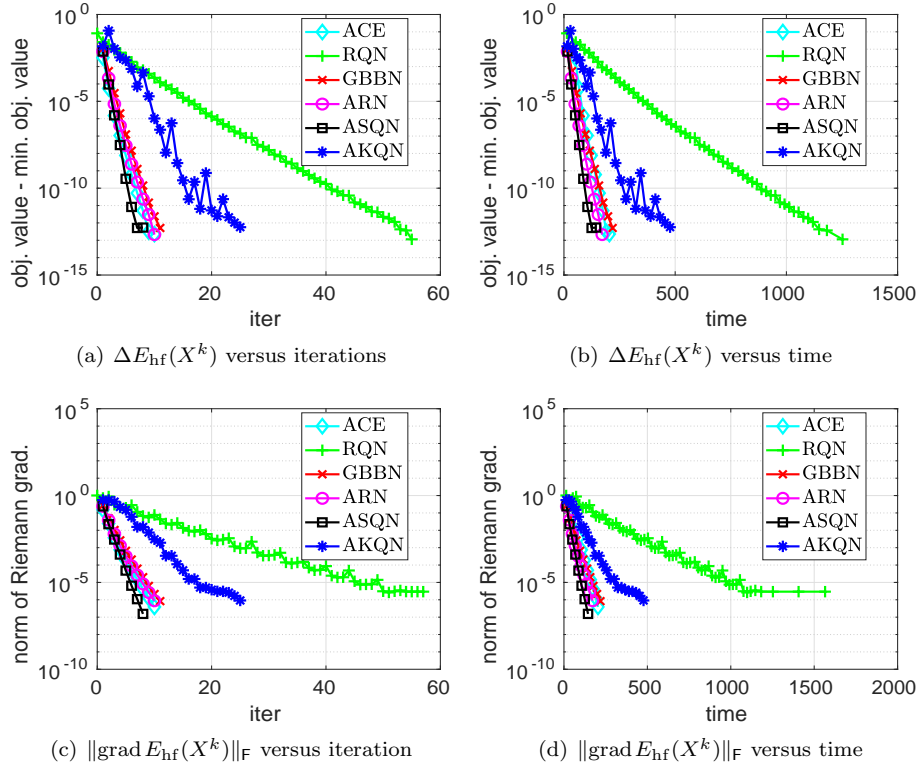 obj. value - min. obj. value
10^0
10^{-5}
10^{-10}
10^{-15}
0
20
40
60
iter
ACE
RQN
GBBN
ARN
ASQN
AKQN
(a) ΔE_hf(X^k) versus iterations
obj. value - min. obj. value
10^0
10^{-5}
10^{-10}
10^{-15}
0
500
1000
1500
time
ACE
RQN
GBBN
ARN
ASQN
AKQN
(b) ΔE_hf(X^k) versus time
norm of Riemann grad.
10^5
10^0
10^{-5}
10^{-10}
0
20
40
60
iter
ACE
RQN
GBBN
ARN
ASQN
AKQN
(c) ‖grad E_hf(X^k)‖_F versus iteration
norm of Riemann grad.
10^5
10^0
10^{-5}
10^{-10}
0
500
1000
1500
2000
time
ACE
RQN
GBBN
ARN
ASQN
AKQN
(d) ‖grad E_hf(X^k)‖_F versus time